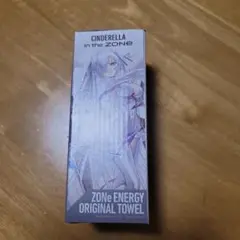 CINDERELLA
in the ZONe
ZONe ENERGY
ORIGINAL TOWEL